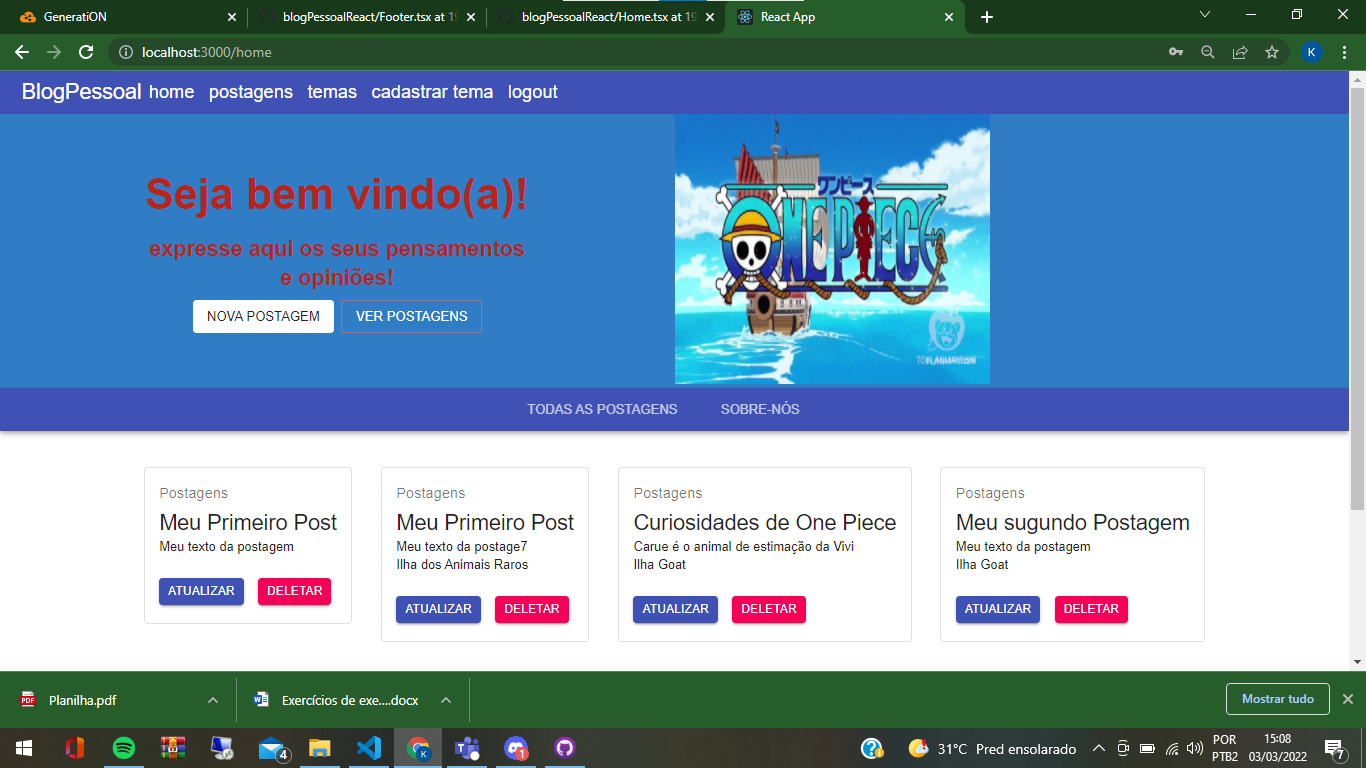 GeneratiON
blogPessoalReact/Footer.tsx at 19
blogPessoalReact/Home.tsx at 19
React App
localhost:3000/home
K
BlogPessoal home postagens temas cadastrar tema logout
Seja bem vindo(a)!
expresse aqui os seus pensamentos
e opiniões!
NOVA POSTAGEM VER POSTAGENS
ワンピース
ONE PIECE
TOEI ANIMATION
TODAS AS POSTAGENS SOBRE-NÓS
Postagens
Meu Primeiro Post
Meu texto da postagem
ATUALIZAR DELETAR
Postagens
Meu Primeiro Post
Meu texto da postage7
Ilha dos Animais Raros
ATUALIZAR DELETAR
Postagens
Curiosidades de One Piece
Carue é o animal de estimação da Vivi
Ilha Goat
ATUALIZAR DELETAR
Postagens
Meu sugundo Postagem
Meu texto da postagem
Ilha Goat
ATUALIZAR DELETAR
PDF
Planilha.pdf
Exercícios de exe....docx
Mostrar tudo
4
K
1
31°C Pred ensolarado
POR
PTB2
15:08
03/03/2022
7